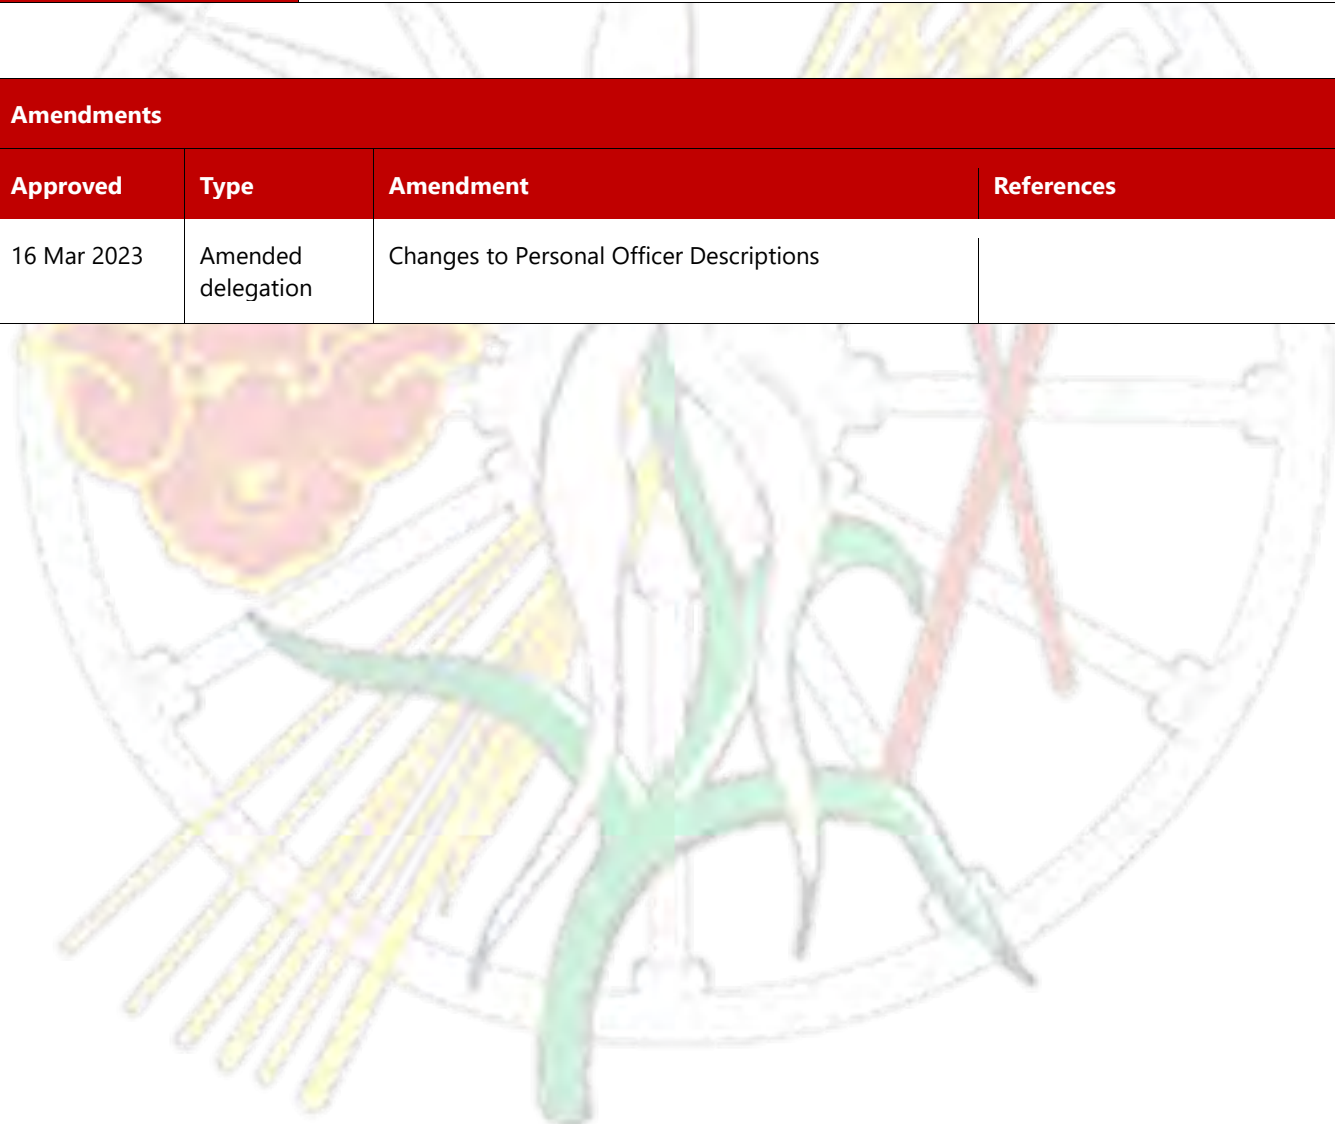 Amendments
Approved Type Amendment References
16 Mar 2023 Amended Changes to Personal Officer Descriptions
delegation